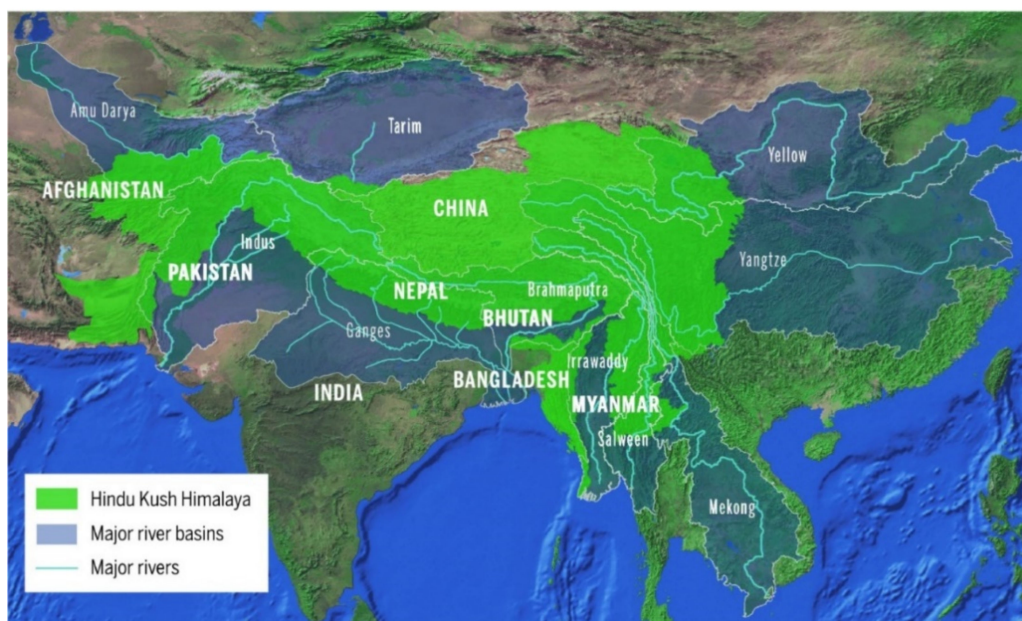 Amu Darya
Tarim
Yellow
AFGHANISTAN
CHINA
Indus
Yangtze
PAKISTAN
NEPAL
Brahmaputra
BHUTAN
Ganges
Irrawaddy
BANGLADESH
INDIA
MYANMAR
Salween
Mekong
Hindu Kush Himalaya
Major river basins
Major rivers